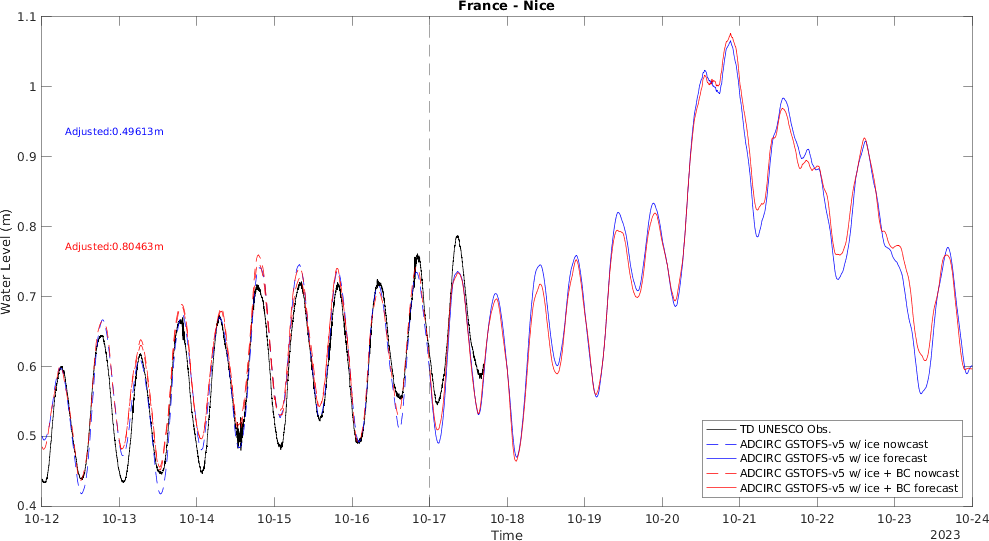 France - Nice
1.1
1
0.9
0.8
0.7
0.6
0.5
0.4
Water Level (m)
Adjusted:0.49613m
Adjusted:0.80463m
TD UNESCO Obs.
ADCIRC GSTOFS-v5 w/ ice nowcast
ADCIRC GSTOFS-v5 w/ ice forecast
ADCIRC GSTOFS-v5 w/ ice + BC nowcast
ADCIRC GSTOFS-v5 w/ ice + BC forecast
10-12 10-13 10-14 10-15 10-16 10-17 10-18 10-19 10-20 10-21 10-22 10-23 10-24
Time
2023